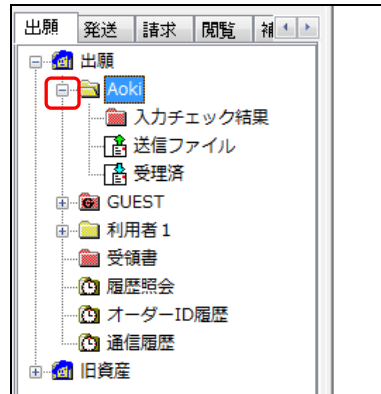 出願 発送 請求 閲覧
出願
Aoki
入力チェック結果
送信ファイル
受理済
GUEST
利用者1
受領書
履歴照会
オーダーID履歴
通信履歴
旧資産